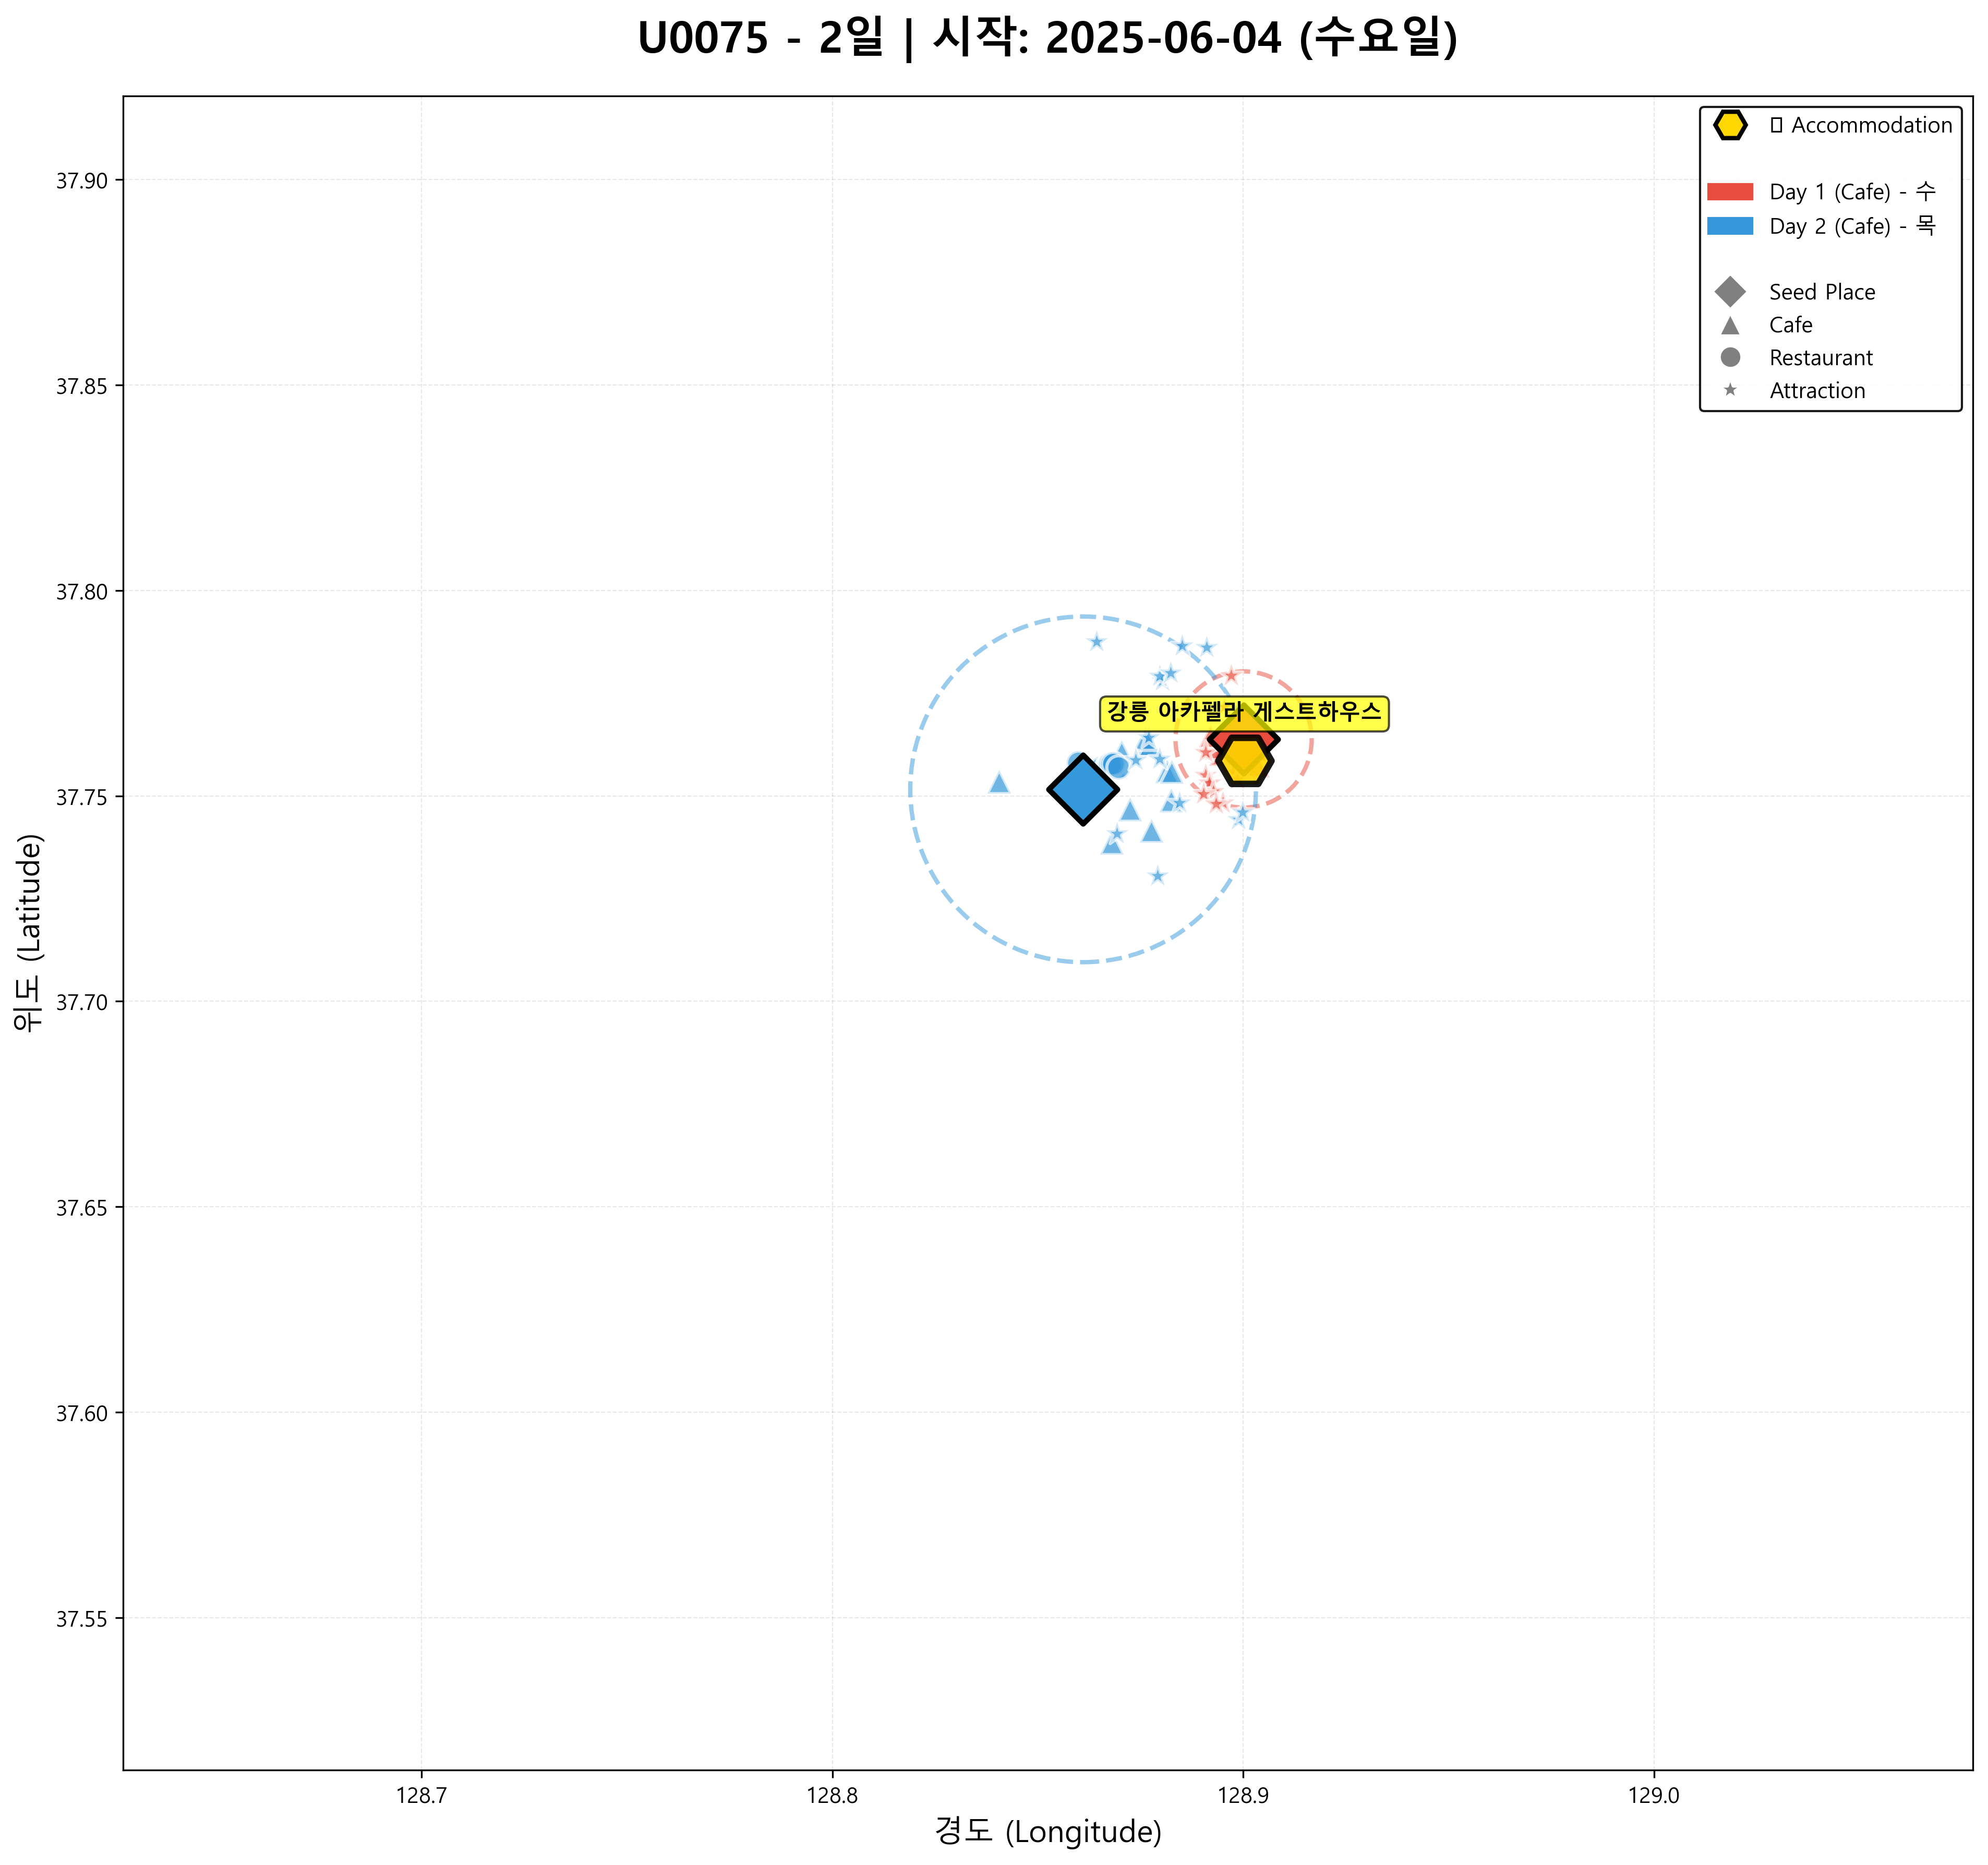 U0075 - 2일 | 시작: 2025-06-04 (수요일)
Accommodation
Day 1 (Cafe) - 수
Day 2 (Cafe) - 목
Seed Place
Cafe
Restaurant
Attraction
강릉 아카펠라 게스트하우스
37.90
37.85
37.80
37.75
37.70
37.65
37.60
37.55
위도 (Latitude)
128.7
128.8
128.9
129.0
경도 (Longitude)